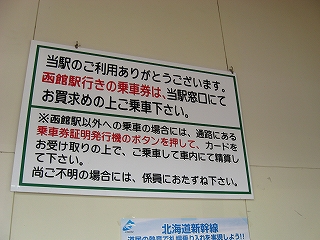 当駅のご利用ありがとうございます。
函館駅行きの乗車券は、当駅窓口にて
お買求めの上ご乗車下さい。
※函館駅以外への乗車の場合には、通路にある
乗車券証明発行機のボタンを押して、カードを
お受け取りの上で、ご乗車して車内にて精算し
て下さい。
尚ご不明の場合には、係員におたずね下さい。
北海道新幹線